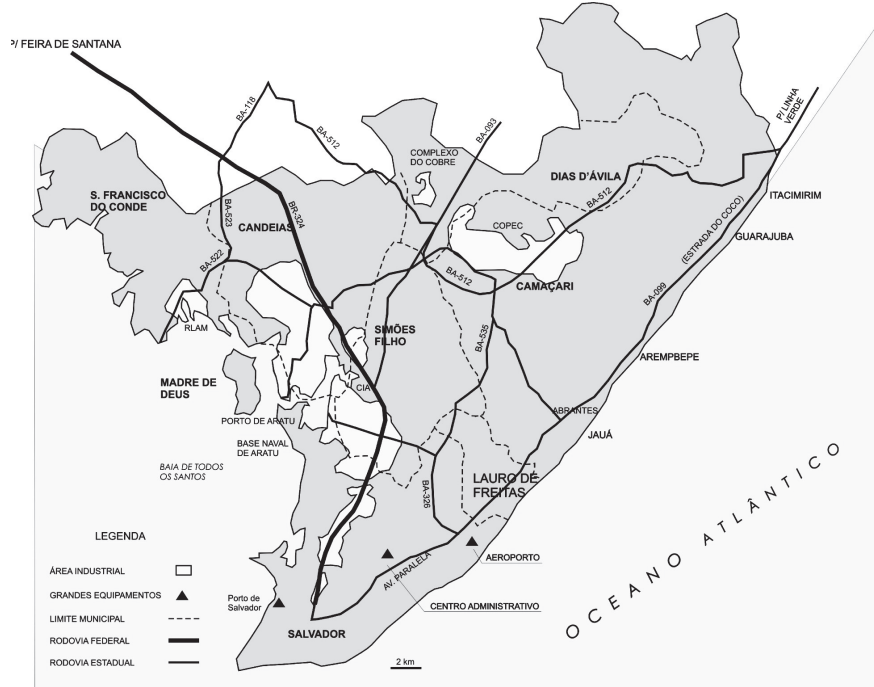 P/ FEIRA DE SANTANA
P/ LINHA
VERDE
BA-118
BA-512
BA-093
COMPLEXO
DO COBRE
DIAS D'ÁVILA
BA-512
S. FRANCISCO
DO CONDE
ITACIMIRIM
BA-523
CANDEIAS
BR-324
COPEC
(ESTRADA DO COCO)
GUARAJUBA
BA-522
BA-512
CAMAÇARI
BA-099
RLAM
SIMÕES
FILHO
BA-535
AREMPBEPE
MADRE DE
DEUS
CIA
ABRANTES
PORTO DE ARATU
JAUÁ
BASE NAVAL
DE ARATU
BAIA DE TODOS
OS SANTOS
LAURO DE
FREITAS
BA-326
OCEANO ATLÂNTICO
LEGENDA
ÁREA INDUSTRIAL
GRANDES EQUIPAMENTOS
LIMITE MUNICIPAL
RODOVIA FEDERAL
RODOVIA ESTADUAL
AEROPORTO
AV. PARALELA
Porto de
Salvador
CENTRO ADMINISTRATIVO
SALVADOR
2 km